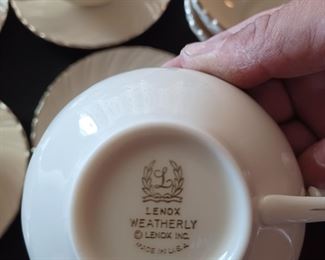 L
LENOX
WEATHERLY
© LENOX INC.
MADE IN U.S.A.